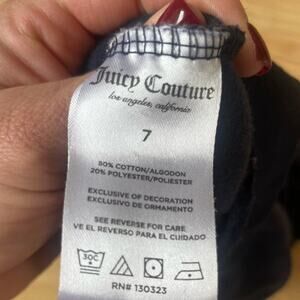 Juicy Couture
los angeles, california
7
80% COTTON/ALGODON
20% POLYESTER/POLIESTER
EXCLUSIVE OF DECORATION
EXCLUSIVO DE ORNAMENTO
SEE REVERSE FOR CARE
VE EL REVERSO PARA EL CUIDADO
30C
RN# 130323